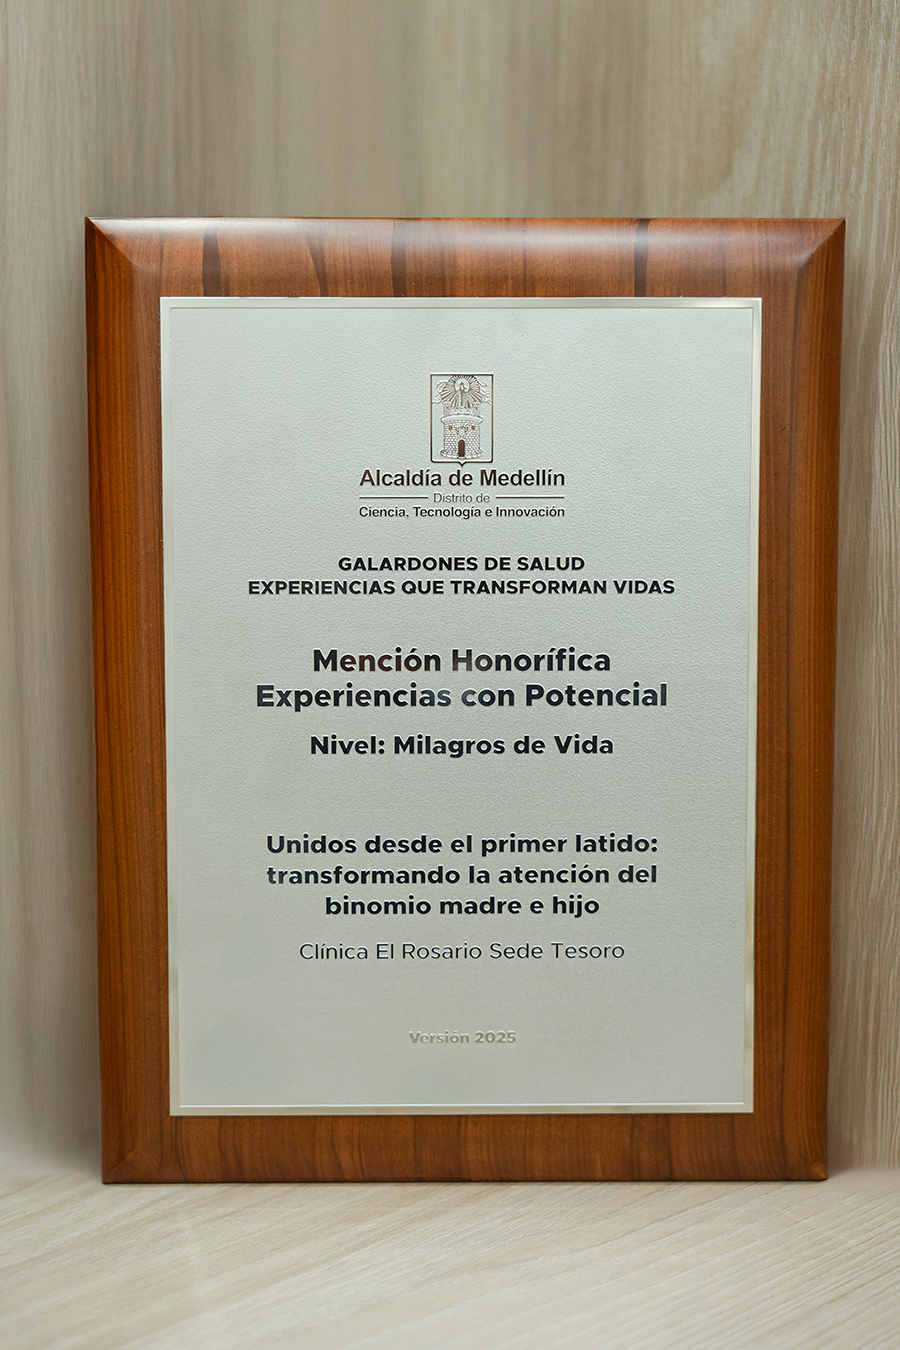 Alcaldía de Medellín
Distrito de
Ciencia, Tecnología e Innovación
GALARDONES DE SALUD
EXPERIENCIAS QUE TRANSFORMAN VIDAS
Mención Honorífica
Experiencias con Potencial
Nivel: Milagros de Vida
Unidos desde el primer latido:
transformando la atención del
binomio madre e hijo
Clínica El Rosario Sede Tesoro
Versión 2025